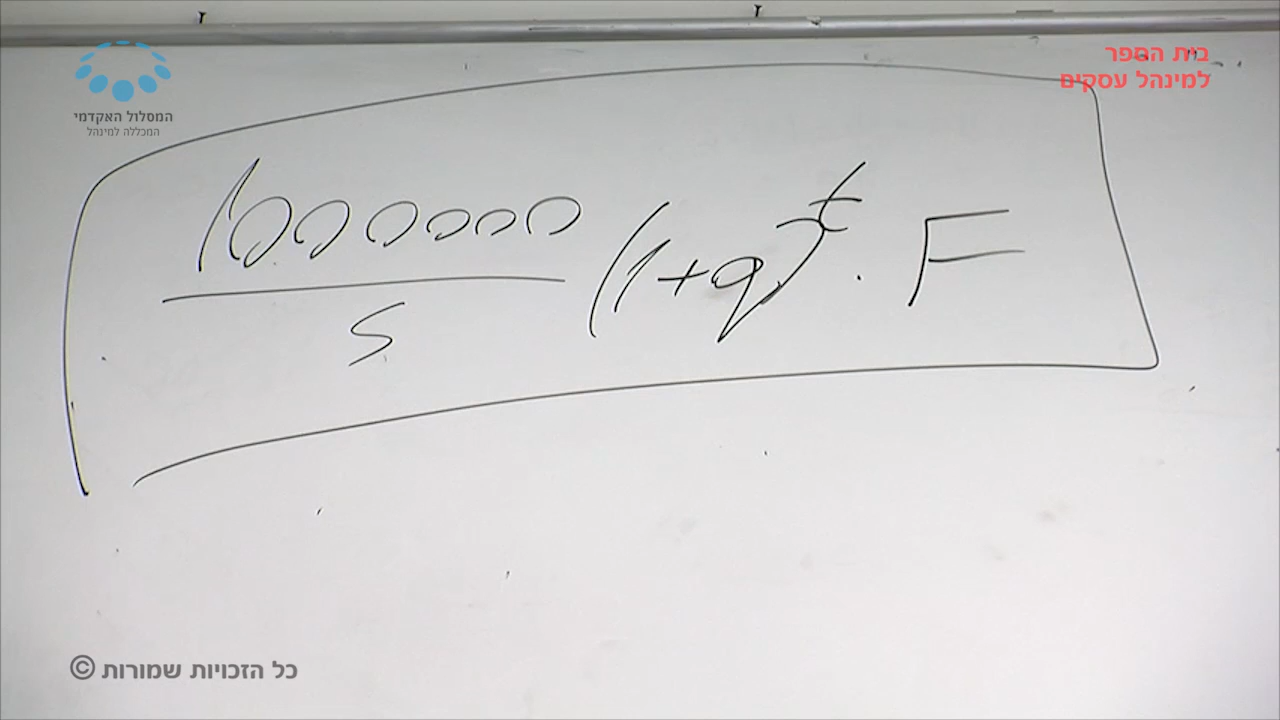 בית הספר
למינהל עסקים
המסלול האקדמי
המכללה למינהל
1000000
(1+q)^t · F
S
כל הזכויות שמורות ©